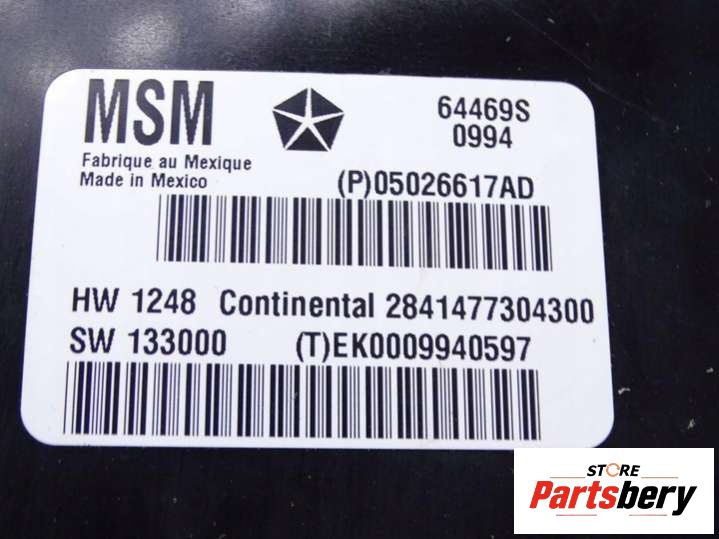 MSM
64469S
0994
Fabrique au Mexique
Made in Mexico
(P)05026617AD
HW 1248 Continental 2841477304300
SW 133000 (T)EK0009940597
STORE
Partsbery